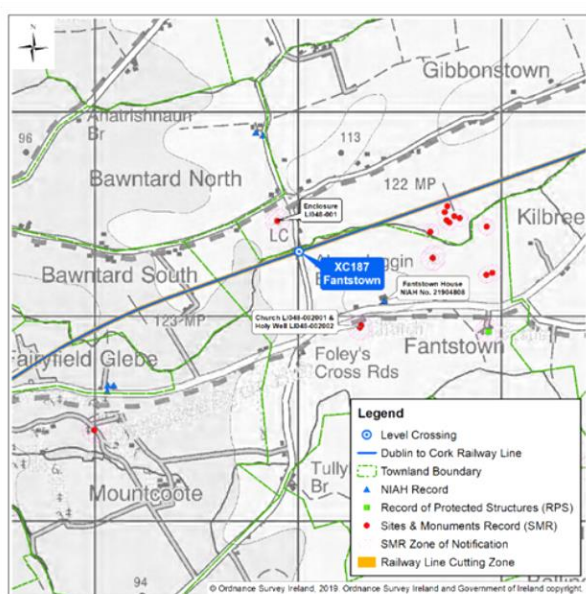 Gibbonstown
Anatrishnaun
Br
96
113
Bawntard North
122 MP
Enclosure
LI048-001
LC
Kilbree
XC187
Fantstown
Bawntard South
Fantstown House
NIAH No. 21904808
123 MP
Church LI048-002001 &
Holy Well LI048-002002
Church
Fairyfield Glebe
Foley's
Cross Rds
Fantstown
Mountcoote
Tully
Br
94
Legend
Level Crossing
Dublin to Cork Railway Line
Townland Boundary
NIAH Record
Record of Protected Structures (RPS)
Sites & Monuments Record (SMR)
SMR Zone of Notification
Railway Line Cutting Zone
© Ordnance Survey Ireland, 2019. Ordnance Survey Ireland and Government of Ireland copyright.